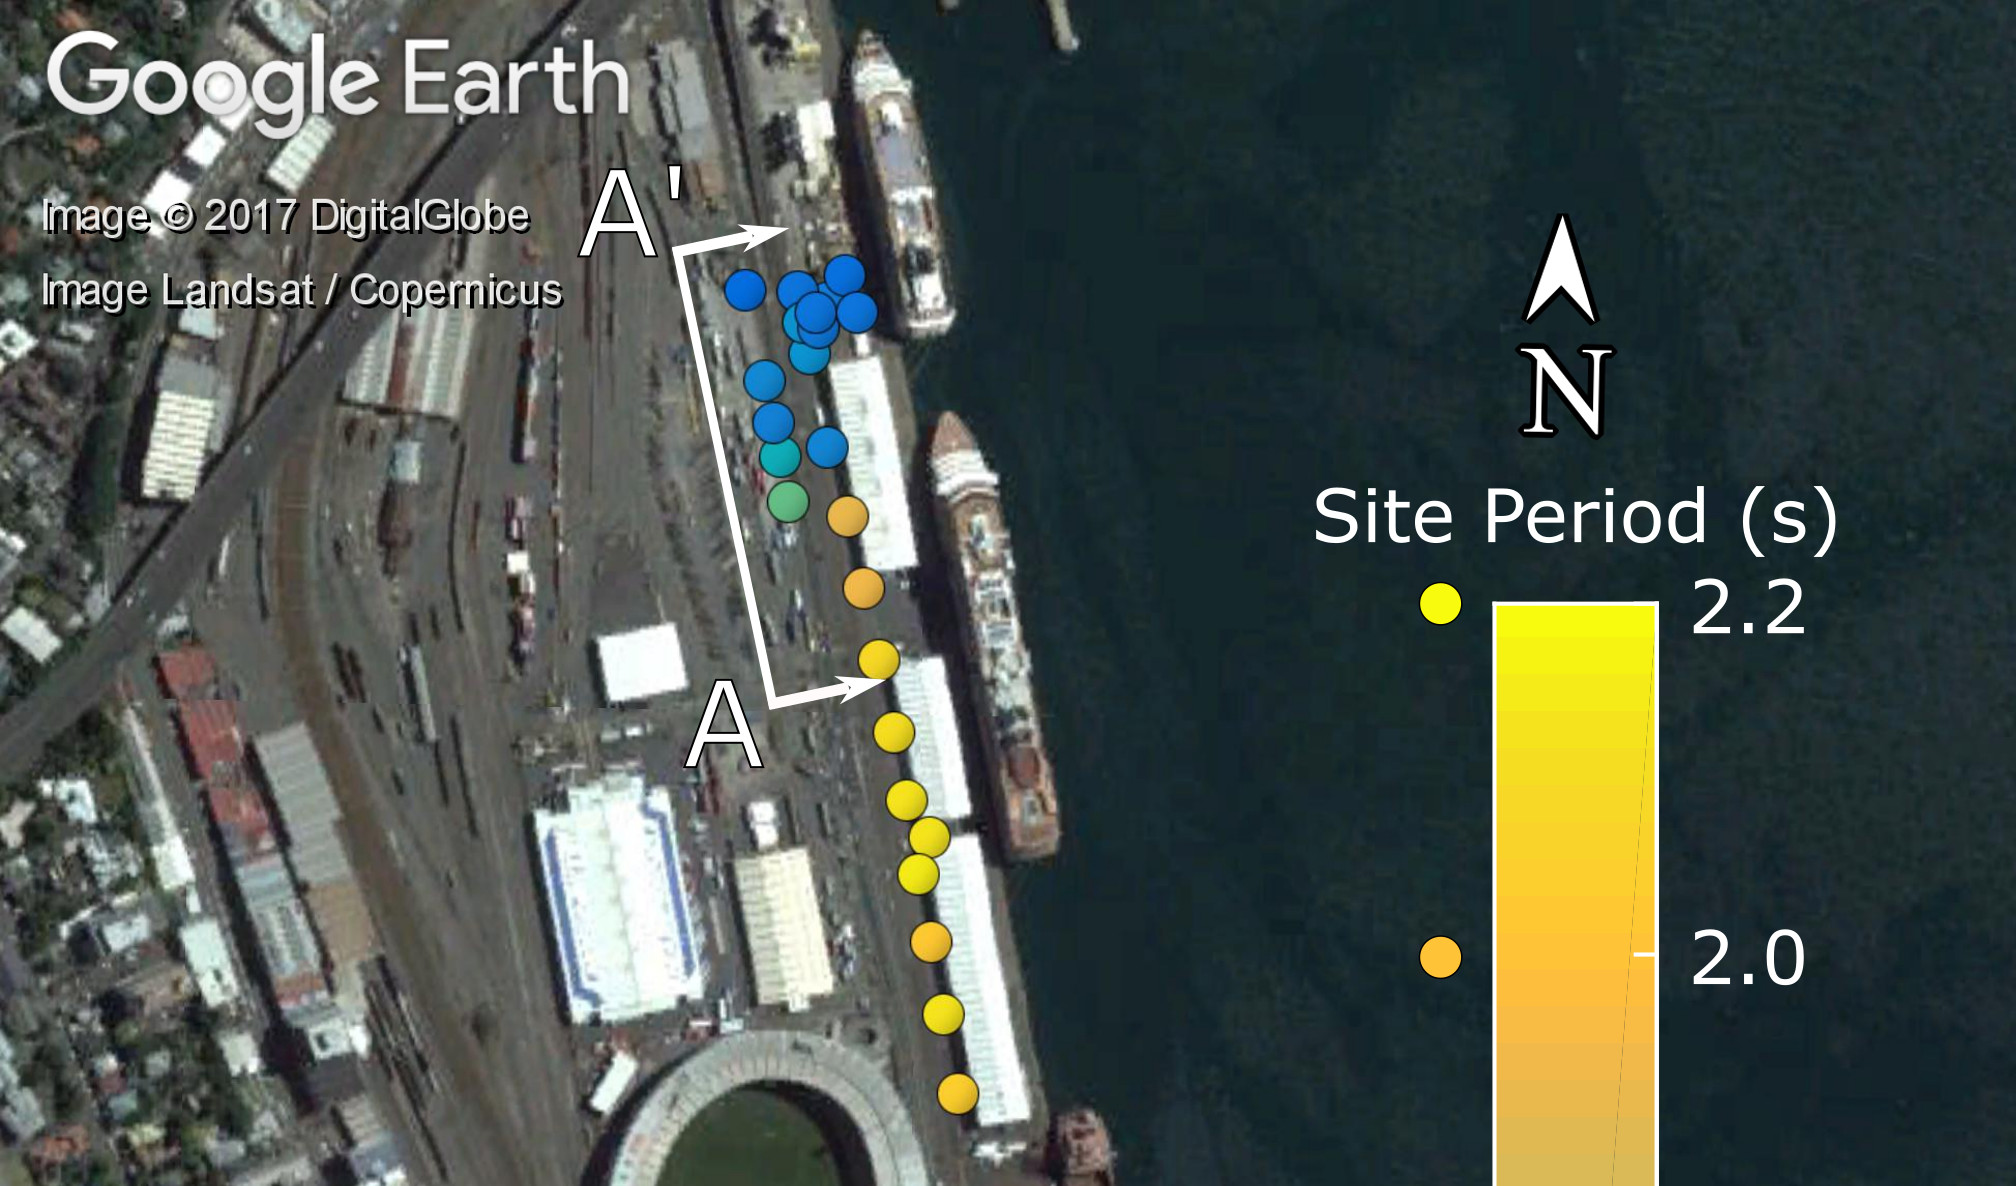 Google Earth
Image © 2017 DigitalGlobe
Image Landsat / Copernicus
A'
A
N
Site Period (s)
2.2
2.0